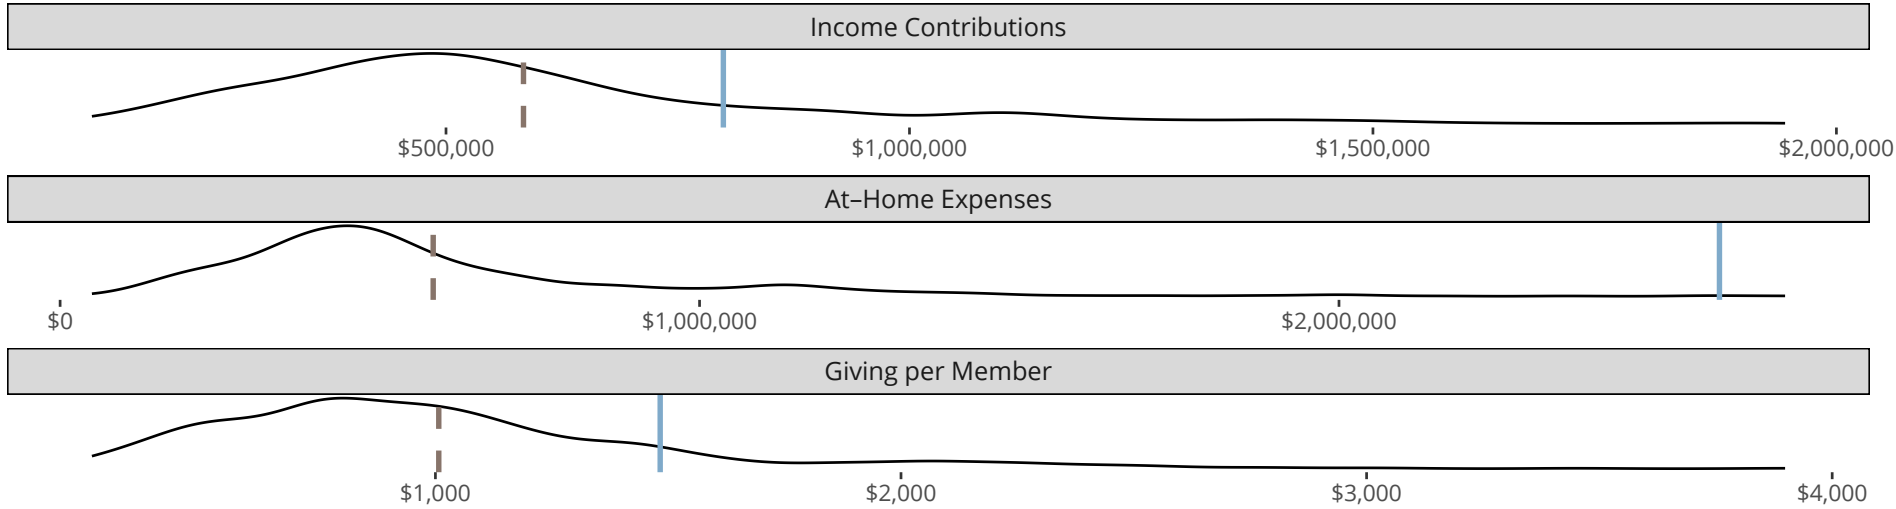 Income Contributions
$500,000 $1,000,000 $1,500,000 $2,000,000
At–Home Expenses
$0 $1,000,000 $2,000,000
Giving per Member
$1,000 $2,000 $3,000 $4,000